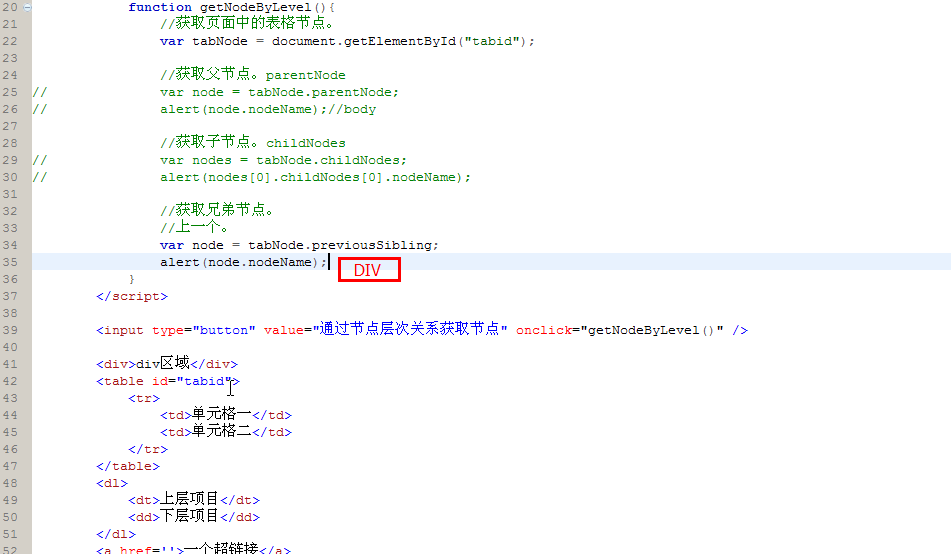 20 function getNodeByLevel(){
21 //获取页面中的表格节点。
22 var tabNode = document.getElementById("tabid");
23
24 //获取父节点。parentNode
25 // var node = tabNode.parentNode;
26 // alert(node.nodeName);//body
27
28 //获取子节点。childNodes
29 // var nodes = tabNode.childNodes;
30 // alert(nodes[0].childNodes[0].nodeName);
31
32 //获取兄弟节点。
33 //上一个。
34 var node = tabNode.previousSibling;
35 alert(node.nodeName); DIV
36 }
37 </script>
38
39 <input type="button" value="通过节点层次关系获取节点" onclick="getNodeByLevel()" />
40
41 <div>div区域</div>
42 <table id="tabid">
43 <tr>
44 <td>单元格一</td>
45 <td>单元格二</td>
46 </tr>
47 </table>
48 <dl>
49 <dt>上层项目</dt>
50 <dd>下层项目</dd>
51 </dl>
52 <a href=''>一个超链接</a>